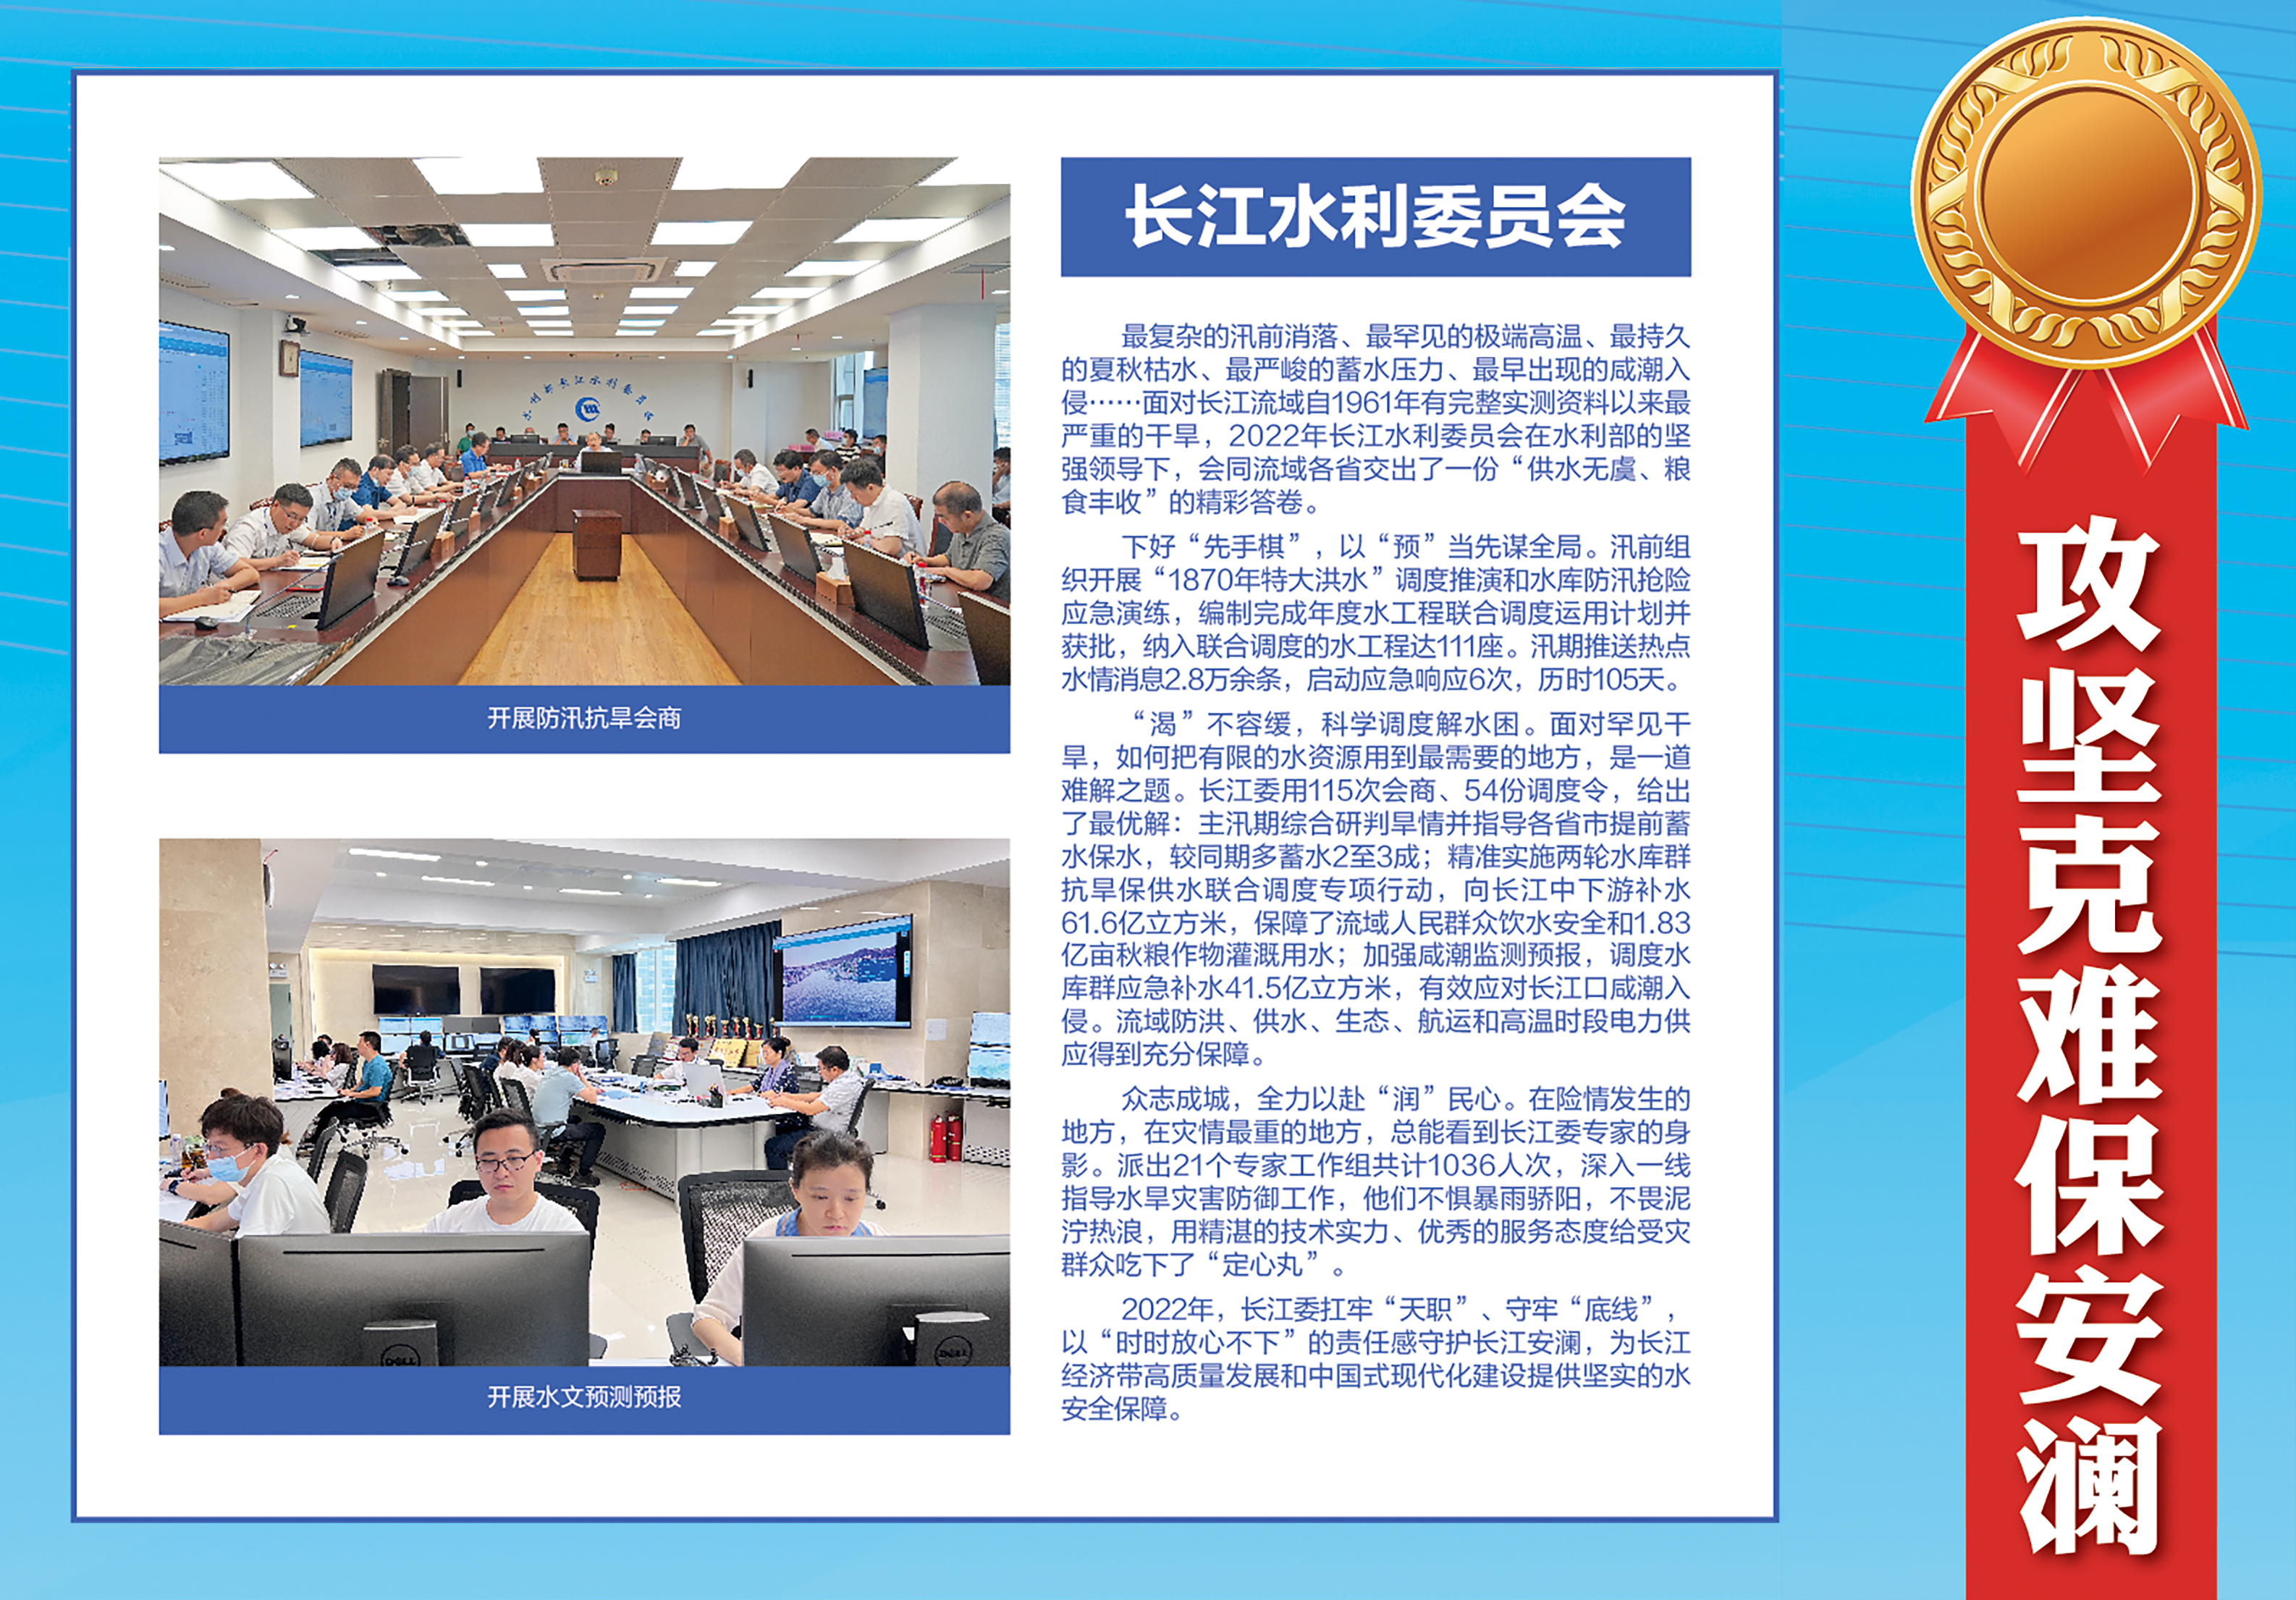 长江水利委员会
最复杂的汛前消落、最罕见的极端高温、最持久
的夏秋枯水、最严峻的蓄水压力、最早出现的咸潮入
侵……面对长江流域自1961年有完整实测资料以来最
严重的干旱，2022年长江水利委员会在水利部的坚
强领导下，会同流域各省交出了一份“供水无虞、粮
食丰收”的精彩答卷。
下好“先手棋”，以“预”当先谋全局。汛前组
织开展“1870年特大洪水”调度推演和水库防汛抢险
应急演练，编制完成年度水工程联合调度运用计划并
获批，纳入联合调度的水工程达111座。汛期推送热点
水情消息2.8万余条，启动应急响应6次，历时105天。
“渴”不容缓，科学调度解水困。面对罕见干
旱，如何把有限的水资源用到最需要的地方，是一道
难解之题。长江委用115次会商、54份调度令，给出
了最优解：主汛期综合研判旱情并指导各省市提前蓄
水保水，较同期多蓄水2至3成；精准实施两轮水库群
抗旱保供水联合调度专项行动，向长江中下游补水
61.6亿立方米，保障了流域人民群众饮水安全和1.83
亿亩秋粮作物灌溉用水；加强咸潮监测预报，调度水
库群应急补水41.5亿立方米，有效应对长江口咸潮入
侵。流域防洪、供水、生态、航运和高温时段电力供
应得到充分保障。
众志成城，全力以赴“润”民心。在险情发生的
地方，在灾情最重的地方，总能看到长江委专家的身
影。派出21个专家工作组共计1036人次，深入一线
指导水旱灾害防御工作，他们不惧暴雨骄阳，不畏泥
泞热浪，用精湛的技术实力、优秀的服务态度给受灾
群众吃下了“定心丸”。
2022年，长江委扛牢“天职”、守牢“底线”，
以“时时放心不下”的责任感守护长江安澜，为长江
经济带高质量发展和中国式现代化建设提供坚实的水
安全保障。
水利部长江水利委员会
开展防汛抗旱会商
DELL
DELL
开展水文预测预报
攻坚克难保安澜